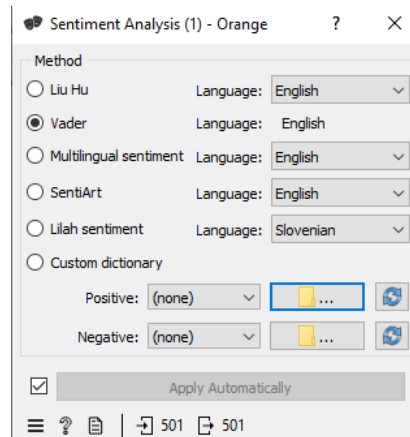 Sentiment Analysis (1) - Orange ?
Method
Liu Hu Language: English
Vader Language: English
Multilingual sentiment Language: English
SentiArt Language: English
Lilah sentiment Language: Slovenian
Custom dictionary
Positive: (none) ...
Negative: (none) ...
Apply Automatically
? 501 501